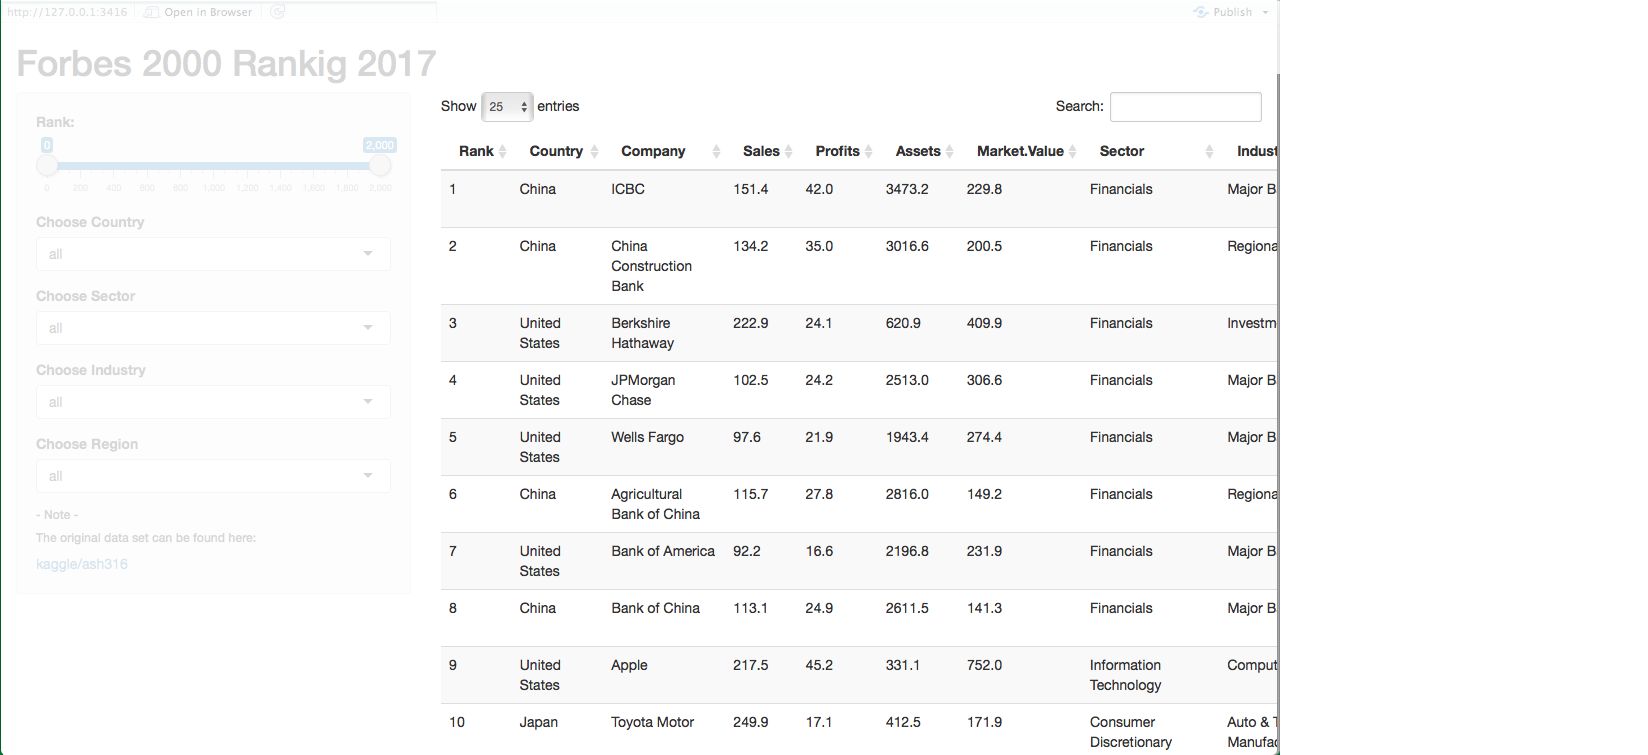 http://127.0.0.1:3416 Open in Browser Publish
Forbes 2000 Rankig 2017
Rank:
0 2,000
0 200 400 600 800 1,000 1,200 1,400 1,600 1,800 2,000
Choose Country
all
Choose Sector
all
Choose Industry
all
Choose Region
all
- Note -
The original data set can be found here:
kaggle/ash316
Show 25 entries Search:
Rank Country Company Sales Profits Assets Market.Value Sector Indust
1 China ICBC 151.4 42.0 3473.2 229.8 Financials Major B
2 China China 134.2 35.0 3016.6 200.5 Financials Regiona
Construction
Bank
3 United Berkshire 222.9 24.1 620.9 409.9 Financials Investm
States Hathaway
4 United JPMorgan 102.5 24.2 2513.0 306.6 Financials Major B
States Chase
5 United Wells Fargo 97.6 21.9 1943.4 274.4 Financials Major B
States
6 China Agricultural 115.7 27.8 2816.0 149.2 Financials Regiona
Bank of China
7 United Bank of America 92.2 16.6 2196.8 231.9 Financials Major B
States
8 China Bank of China 113.1 24.9 2611.5 141.3 Financials Major B
9 United Apple 217.5 45.2 331.1 752.0 Information Comput
States Technology
10 Japan Toyota Motor 249.9 17.1 412.5 171.9 Consumer Auto & T
Discretionary Manufac